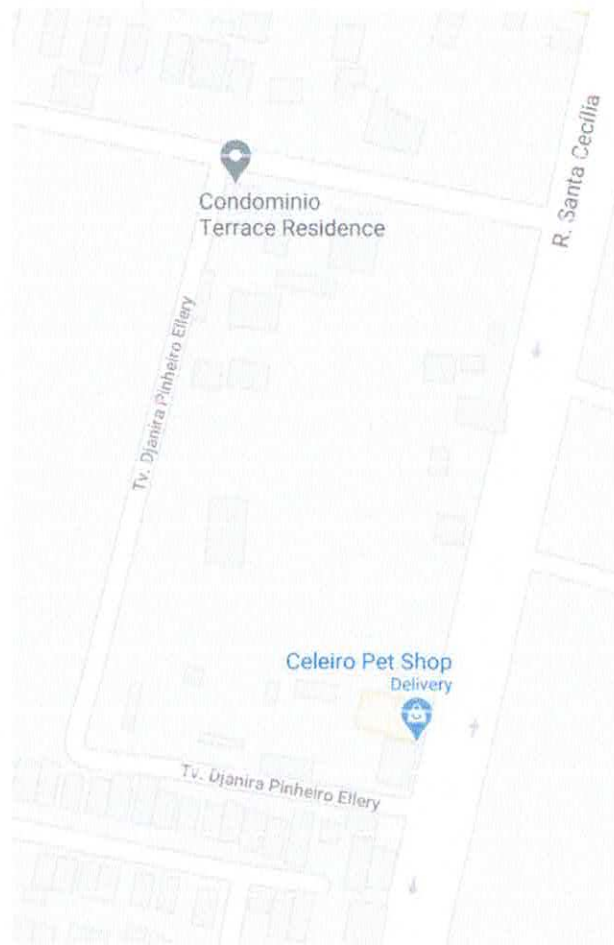 R. Santa Cecília
Condominio
Terrace Residence
Tv. Djanira Pinheiro Ellery
Celeiro Pet Shop
Delivery
Tv. Djanira Pinheiro Ellery